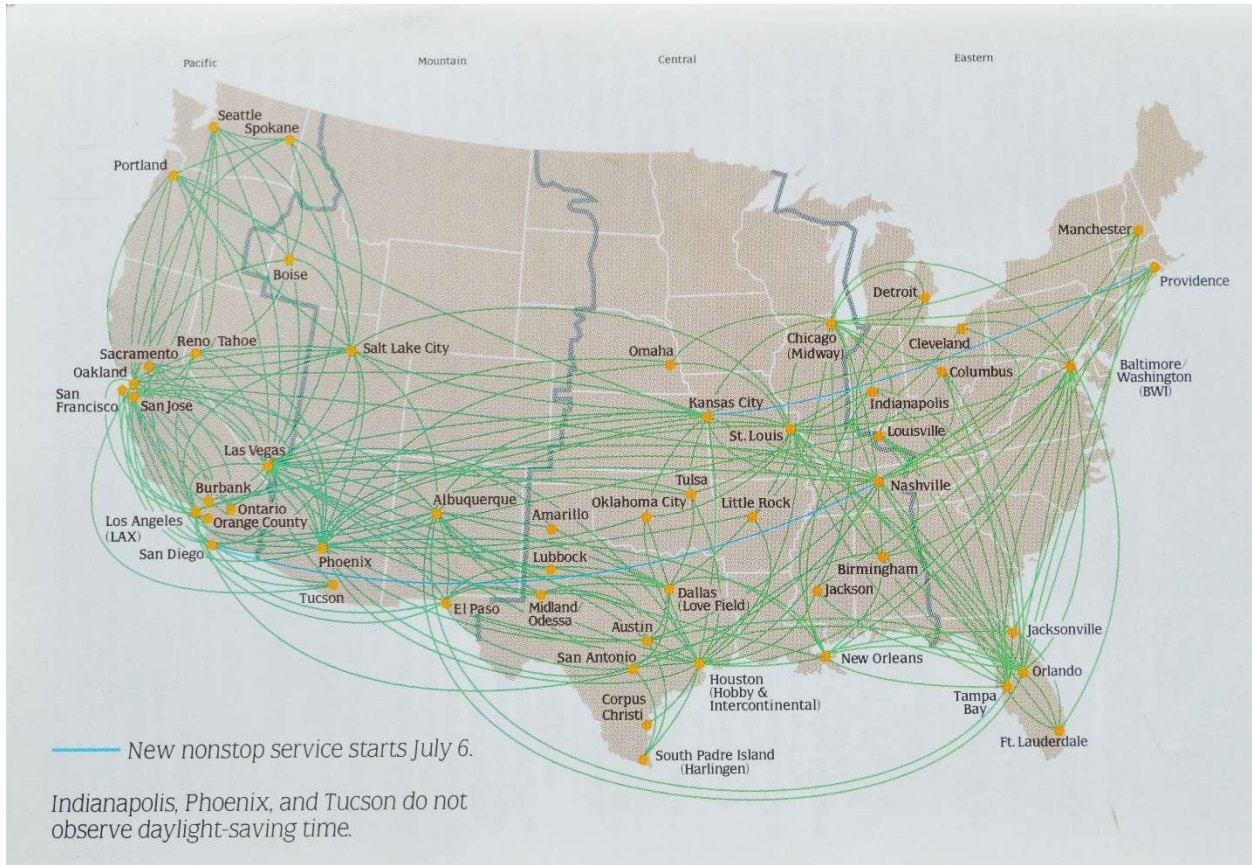 Pacific
Mountain
Central
Eastern
Seattle
Spokane
Portland
Boise
Manchester
Providence
Detroit
Chicago
(Midway)
Cleveland
Reno/Tahoe
Sacramento
Oakland
San
Francisco
San Jose
Salt Lake City
Omaha
Columbus
Baltimore/
Washington
(BWI)
Kansas City
Indianapolis
St. Louis
Louisville
Las Vegas
Nashville
Burbank
Ontario
Los Angeles
(LAX)
Orange County
San Diego
Albuquerque
Tulsa
Oklahoma City
Little Rock
Amarillo
Phoenix
Lubbock
Birmingham
Tucson
El Paso
Midland/
Odessa
Dallas
(Love Field)
Jackson
Austin
San Antonio
New Orleans
Jacksonville
Houston
(Hobby &
Intercontinental)
Orlando
Tampa
Bay
Corpus
Christi
Ft. Lauderdale
South Padre Island
(Harlingen)
New nonstop service starts July 6.
Indianapolis, Phoenix, and Tucson do not
observe daylight-saving time.